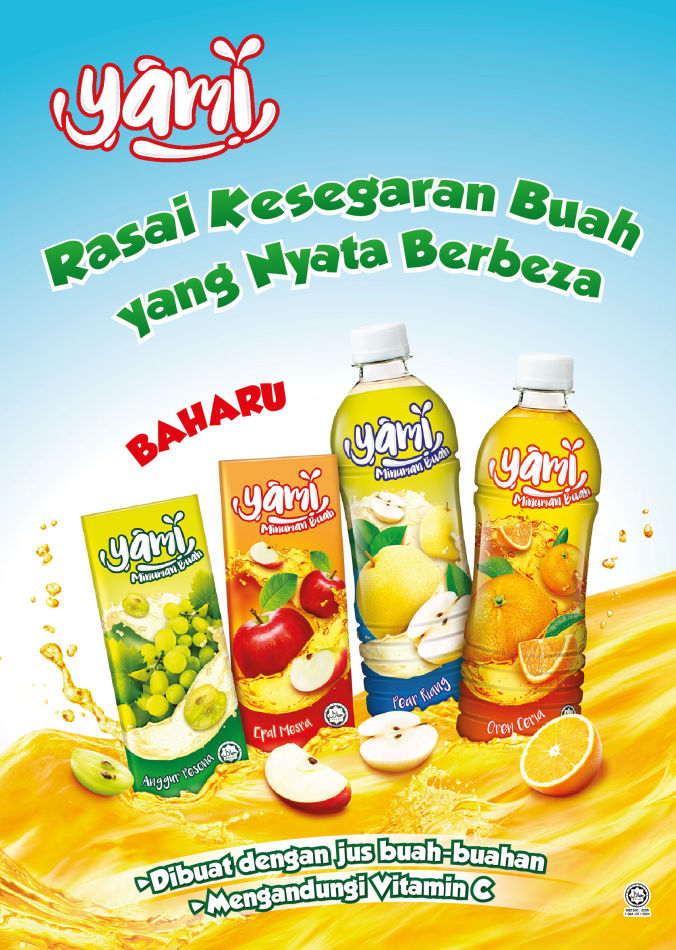 yami
Rasai Kesegaran Buah
yang Nyata Berbeza
BAHARU
yami
Minuman Buah
Anggur Pesona
yami
Minuman Buah
Epal Mesra
yami
Minuman Buah
Pear Riang
yami
Minuman Buah
Oren Ceria
Dibuat dengan jus buah-buahan
Mengandungi Vitamin C